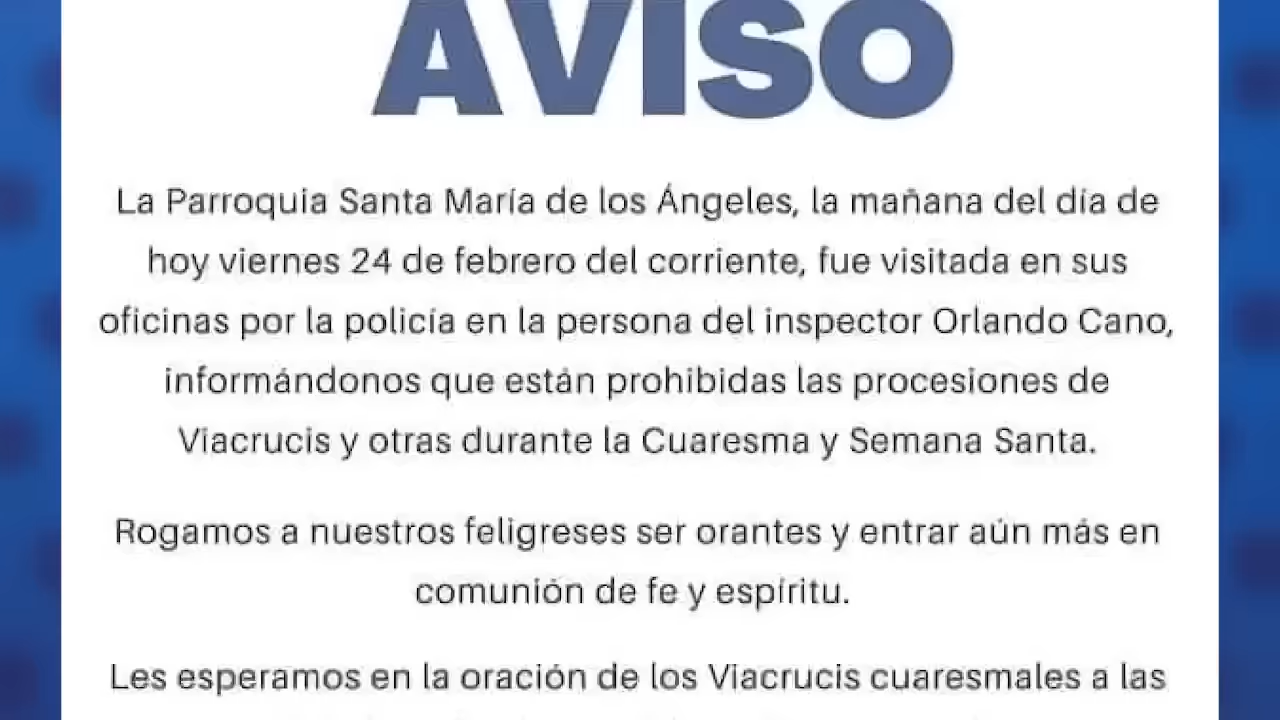 AVISO
La Parroquia Santa María de los Ángeles, la mañana del día de
hoy viernes 24 de febrero del corriente, fue visitada en sus
oficinas por la policía en la persona del inspector Orlando Cano,
informándonos que están prohibidas las procesiones de
Viacrucis y otras durante la Cuaresma y Semana Santa.
Rogamos a nuestros feligreses ser orantes y entrar aún más en
comunión de fe y espíritu.
Les esperamos en la oración de los Viacrucis cuaresmales a las